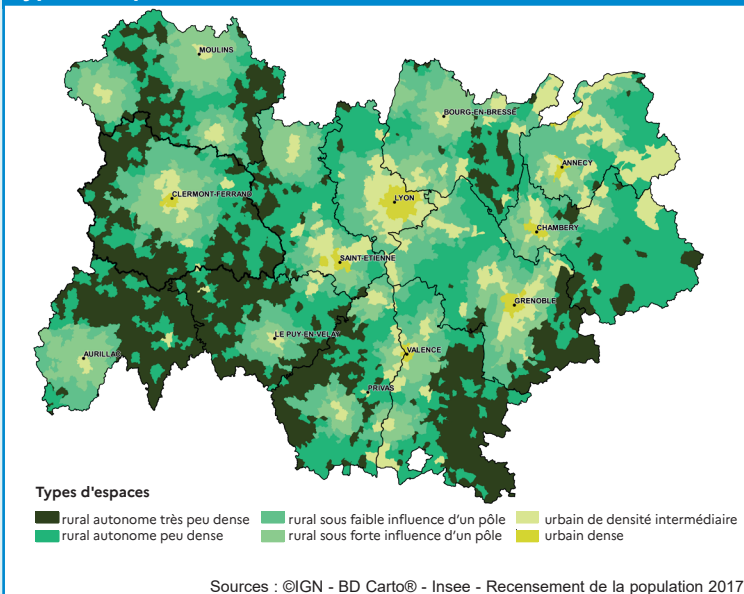 MOULINS
BOURG-EN-BRESSE
ANNECY
CLERMONT-FERRAND
LYON
CHAMBERY
SAINT-ETIENNE
GRENOBLE
LE PUY-EN-VELAY
VALENCE
AURILLAC
PRIVAS
Types d'espaces
rural autonome très peu dense rural sous faible influence d'un pôle urbain de densité intermédiaire
rural autonome peu dense rural sous forte influence d'un pôle urbain dense
Sources : ©IGN - BD Carto® - Insee - Recensement de la population 2017